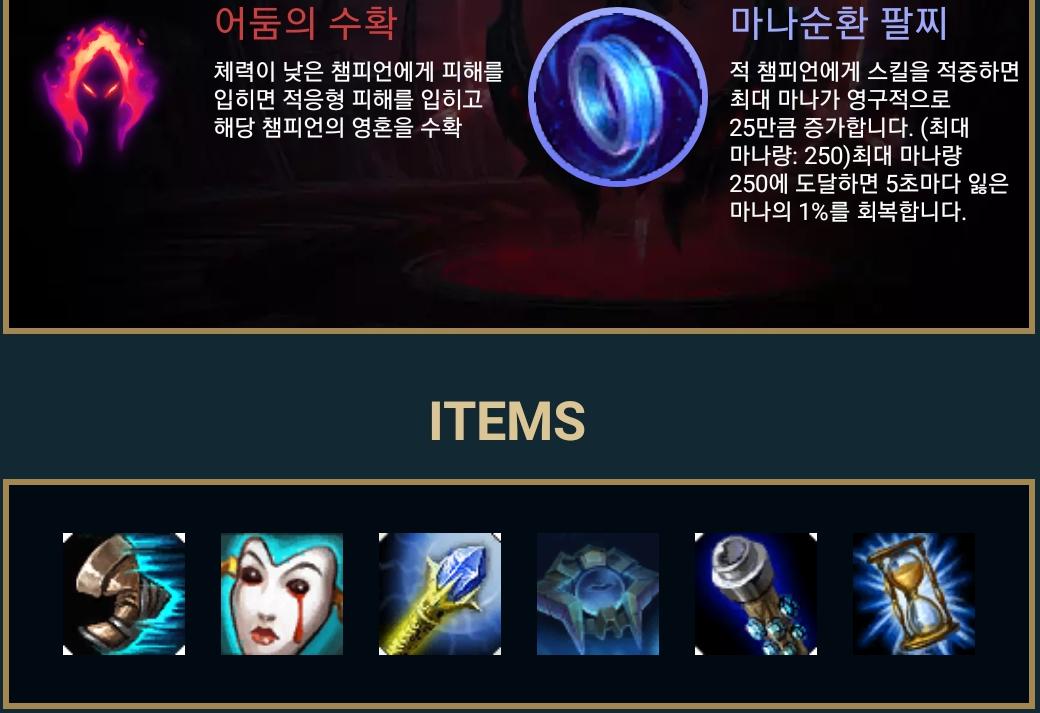 어둠의 수확
체력이 낮은 챔피언에게 피해를
입히면 적응형 피해를 입히고
해당 챔피언의 영혼을 수확
마나순환 팔찌
적 챔피언에게 스킬을 적중하면
최대 마나가 영구적으로
25만큼 증가합니다. (최대
마나량: 250)최대 마나량
250에 도달하면 5초마다 잃은
마나의 1%를 회복합니다.
ITEMS